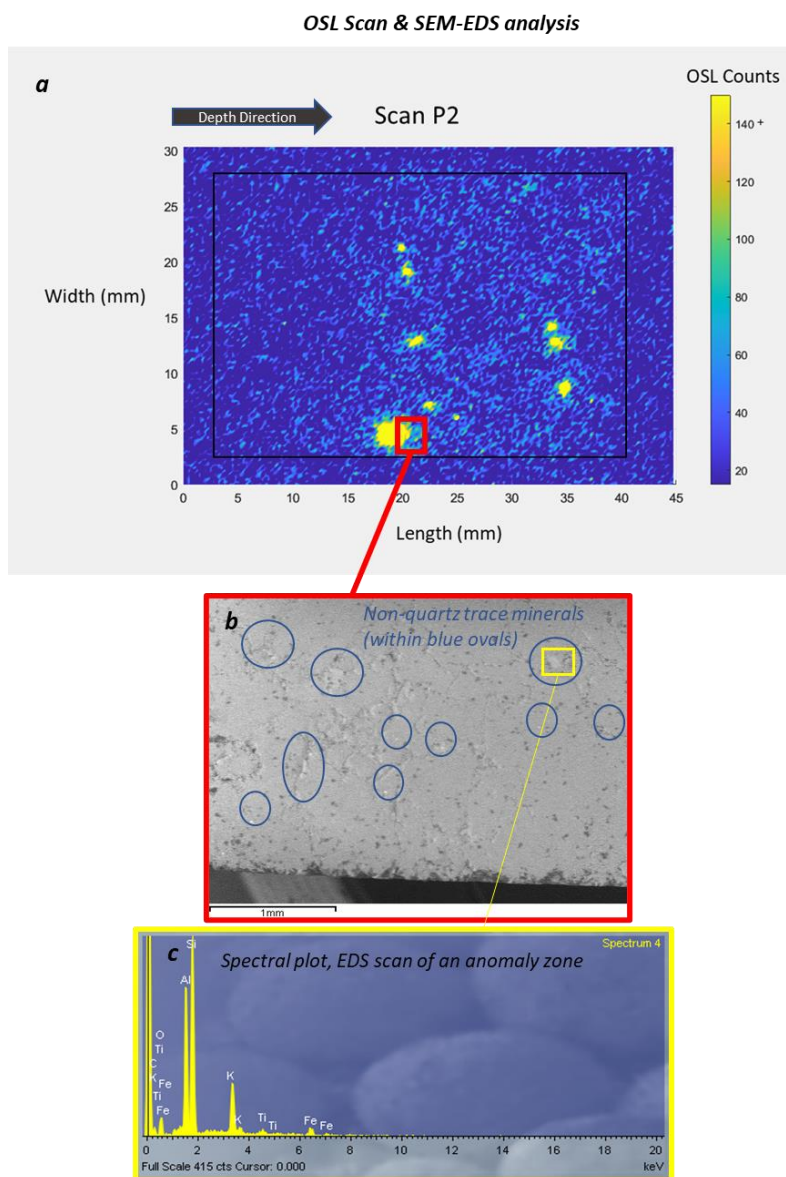 OSL Scan & SEM-EDS analysis
a
OSL Counts
Depth Direction
Scan P2
30
25
20
15
10
5
0
Width (mm)
0 5 10 15 20 25 30 35 40 45
Length (mm)
140 +
120
100
80
60
40
20
b
Non-quartz trace minerals
(within blue ovals)
1mm
c
Spectral plot, EDS scan of an anomaly zone
Spectrum 4
Si
Al
O
Ti
C
K Fe
Ti
Fe
K
K
Ti
Ti
Fe
Fe
0 2 4 6 8 10 12 14 16 18 20
Full Scale 415 cts Cursor: 0.000
keV